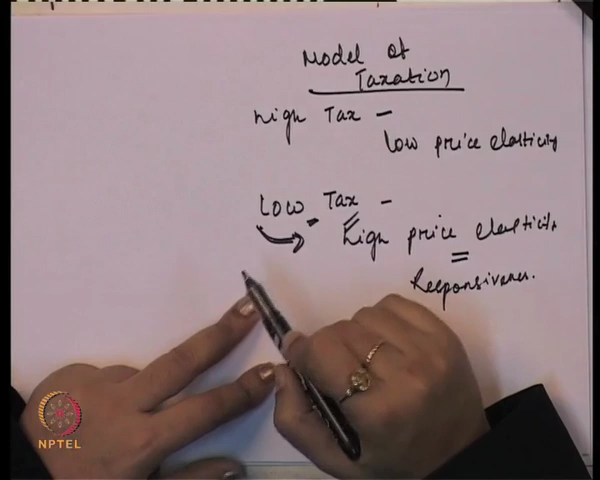 Model of
Taxation
High Tax -
Low price elasticity
Low Tax -
High price elasticity
Responsiveness.
NPTEL